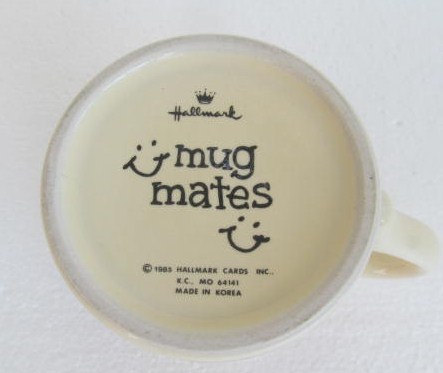 Hallmark
mug
mates
© 1985 HALLMARK CARDS INC..
K.C., MO 64141
MADE IN KOREA